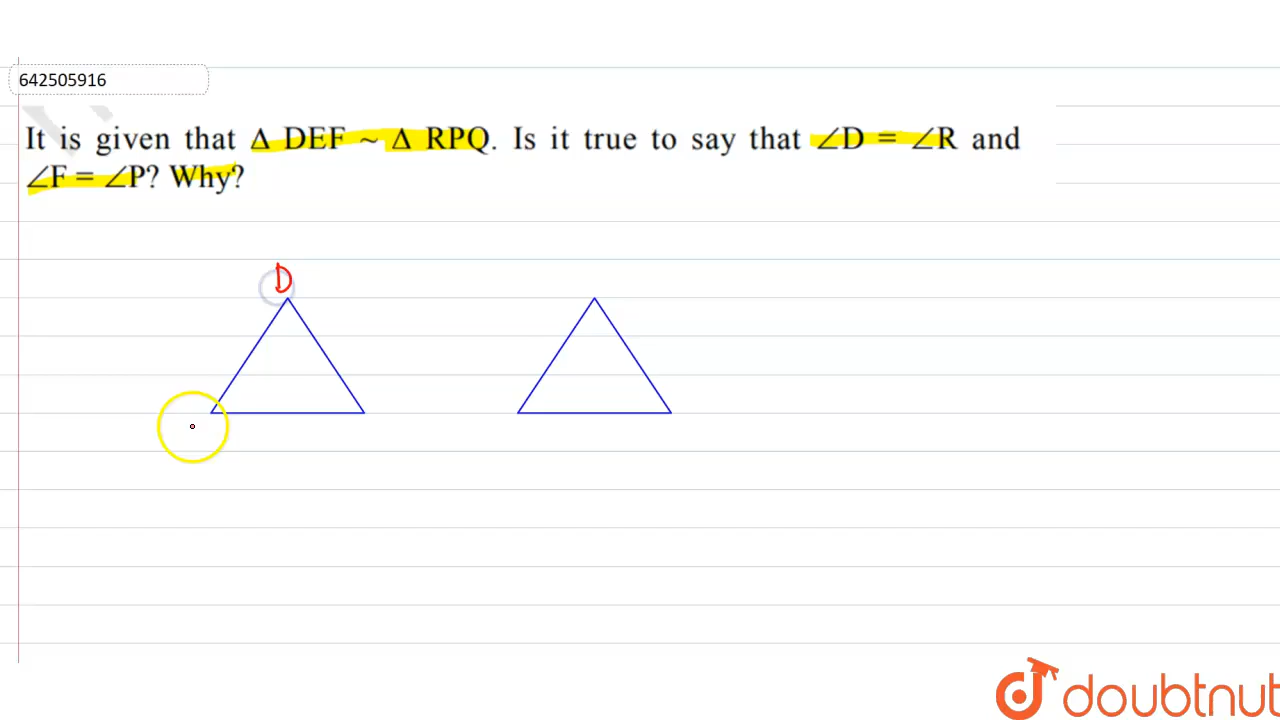 642505916
It is given that Δ DEF ~ Δ RPQ. Is it true to say that ∠D = ∠R and
∠F = ∠P? Why?
D
doubtnut